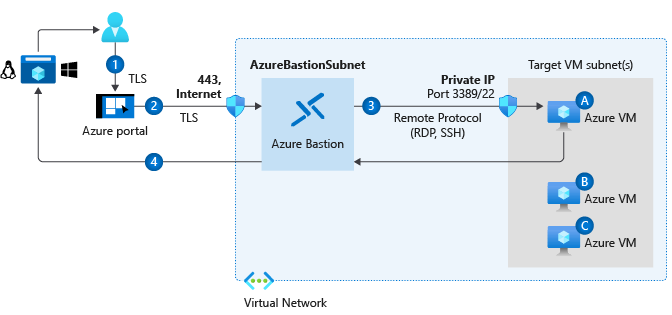 1
TLS
Azure portal
2
443,
Internet
TLS
AzureBastionSubnet
Azure Bastion
3
Private IP
Port 3389/22
Remote Protocol
(RDP, SSH)
Target VM subnet(s)
A
Azure VM
B
Azure VM
C
Azure VM
4
Virtual Network